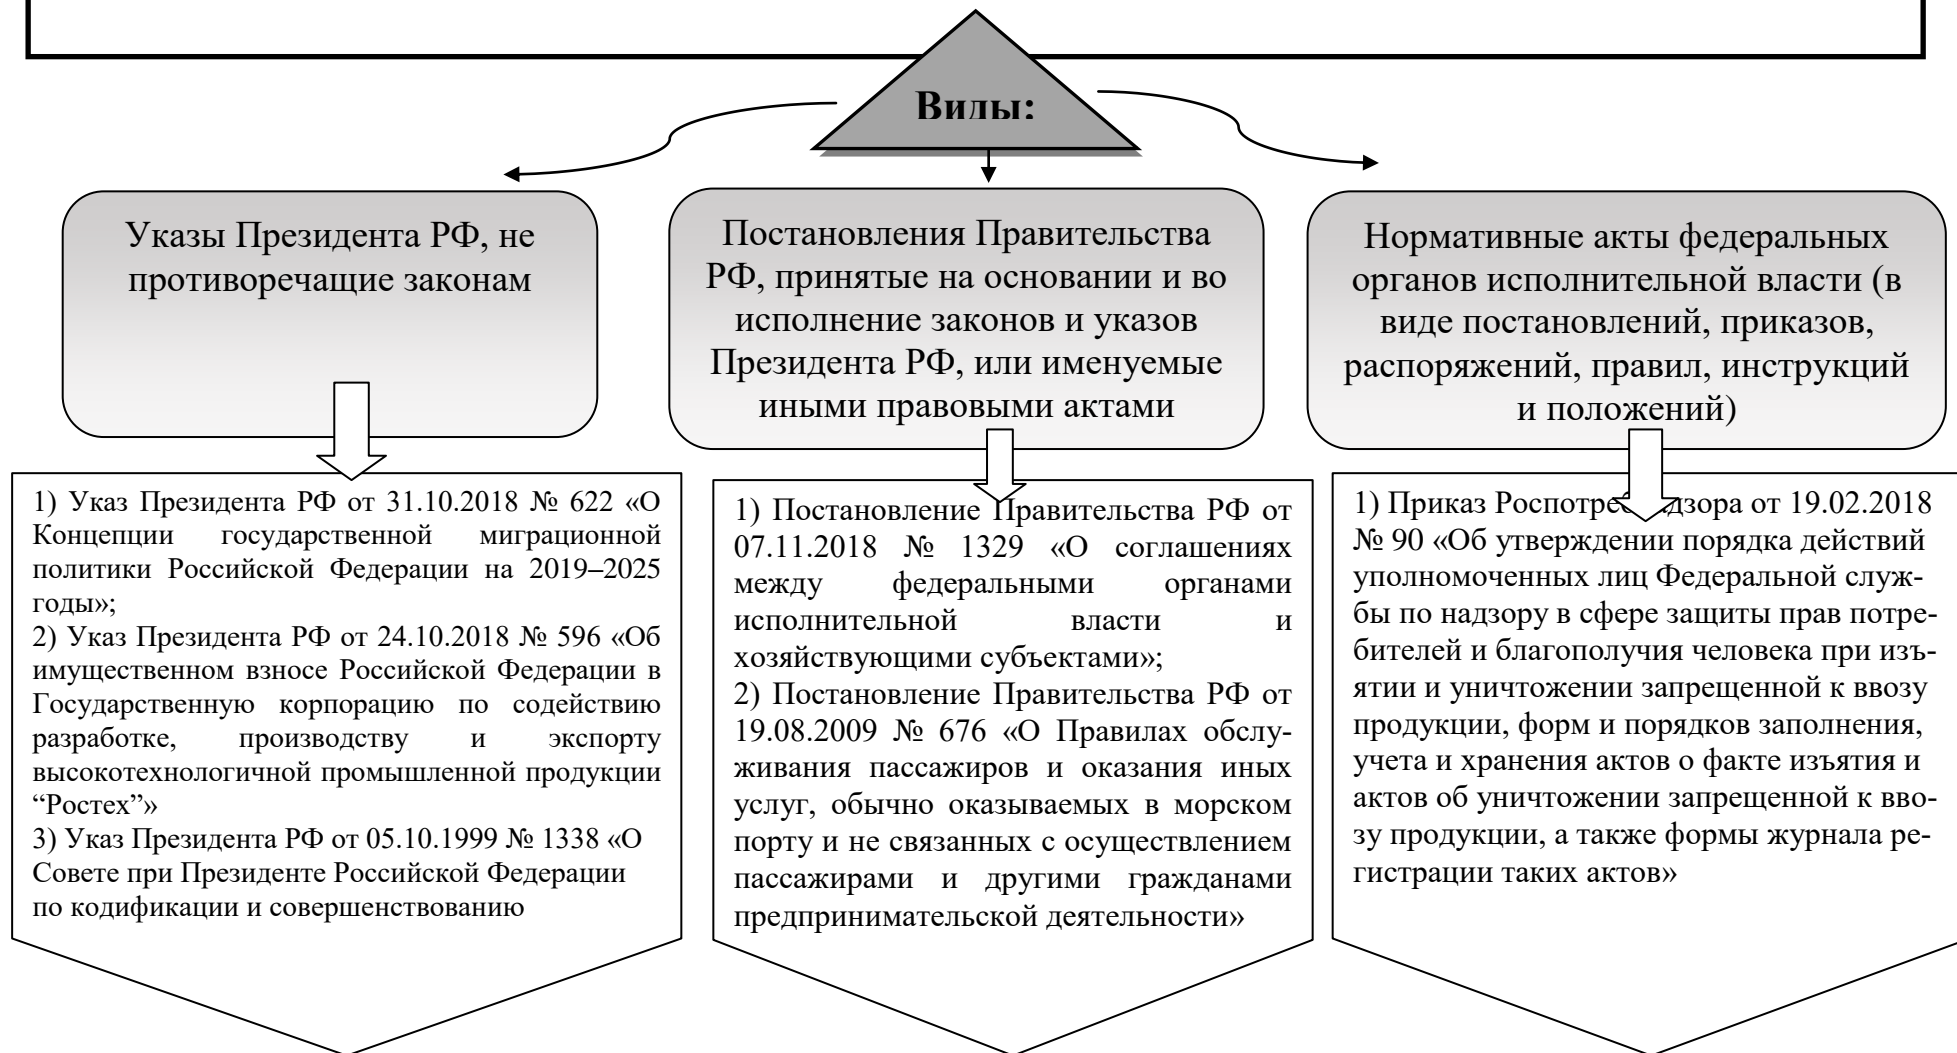 Виды:
Указы Президента РФ, не
противоречащие законам
Постановления Правительства
РФ, принятые на основании и во
исполнение законов и указов
Президента РФ, или именуемые
иными правовыми актами
Нормативные акты федеральных
органов исполнительной власти (в
виде постановлений, приказов,
распоряжений, правил, инструкций
и положений)
1) Указ Президента РФ от 31.10.2018 № 622 «О
Концепции государственной миграционной
политики Российской Федерации на 2019–2025
годы»;
2) Указ Президента РФ от 24.10.2018 № 596 «Об
имущественном взносе Российской Федерации в
Государственную корпорацию по содействию
разработке, производству и экспорту
высокотехнологичной промышленной продукции
“Ростех”»
3) Указ Президента РФ от 05.10.1999 № 1338 «О
Совете при Президенте Российской Федерации
по кодификации и совершенствованию
1) Постановление Правительства РФ от
07.11.2018 № 1329 «О соглашениях
между федеральными органами
исполнительной власти и
хозяйствующими субъектами»;
2) Постановление Правительства РФ от
19.08.2009 № 676 «О Правилах обслу-
живания пассажиров и оказания иных
услуг, обычно оказываемых в морском
порту и не связанных с осуществлением
пассажирами и другими гражданами
предпринимательской деятельности»
1) Приказ Роспотребнадзора от 19.02.2018
№ 90 «Об утверждении порядка действий
уполномоченных лиц Федеральной служ-
бы по надзору в сфере защиты прав потре-
бителей и благополучия человека при изъ-
ятии и уничтожении запрещенной к ввозу
продукции, форм и порядков заполнения,
учета и хранения актов о факте изъятия и
актов об уничтожении запрещенной к вво-
зу продукции, а также формы журнала ре-
гистрации таких актов»